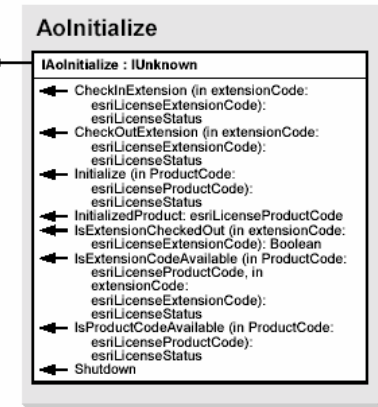 AoInitialize
IAoInitialize : IUnknown
CheckInExtension (in extensionCode:
esriLicenseExtensionCode):
esriLicenseStatus
CheckOutExtension (in extensionCode:
esriLicenseExtensionCode):
esriLicenseStatus
Initialize (in ProductCode:
esriLicenseProductCode):
esriLicenseStatus
InitializedProduct: esriLicenseProductCode
IsExtensionCheckedOut (in extensionCode:
esriLicenseExtensionCode): Boolean
IsExtensionCodeAvailable (in ProductCode:
esriLicenseProductCode, in
extensionCode:
esriLicenseExtensionCode):
esriLicenseStatus
IsProductCodeAvailable (in ProductCode:
esriLicenseProductCode):
esriLicenseStatus
Shutdown